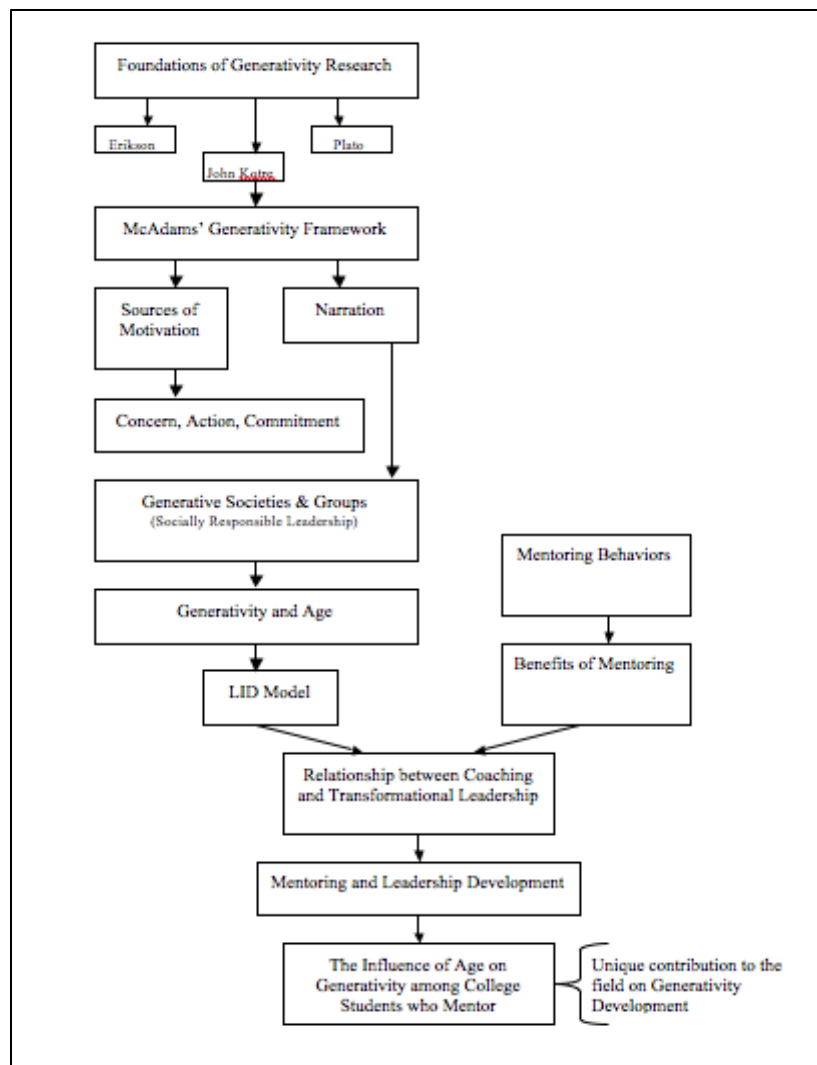 Foundations of Generativity Research
Erikson
Plato
John Kotre
McAdams' Generativity Framework
Sources of
Motivation
Narration
Concern, Action, Commitment
Generative Societies & Groups
(Socially Responsible Leadership)
Mentoring Behaviors
Generativity and Age
Benefits of Mentoring
LID Model
Relationship between Coaching
and Transformational Leadership
Mentoring and Leadership Development
The Influence of Age on
Generativity among College
Students who Mentor
Unique contribution to the
field on Generativity
Development